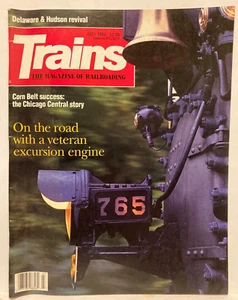 Delaware & Hudson revival
Trains
THE MAGAZINE OF RAILROADING
Corn Belt success:
the Chicago Central story
On the road
with a veteran
excursion engine
765